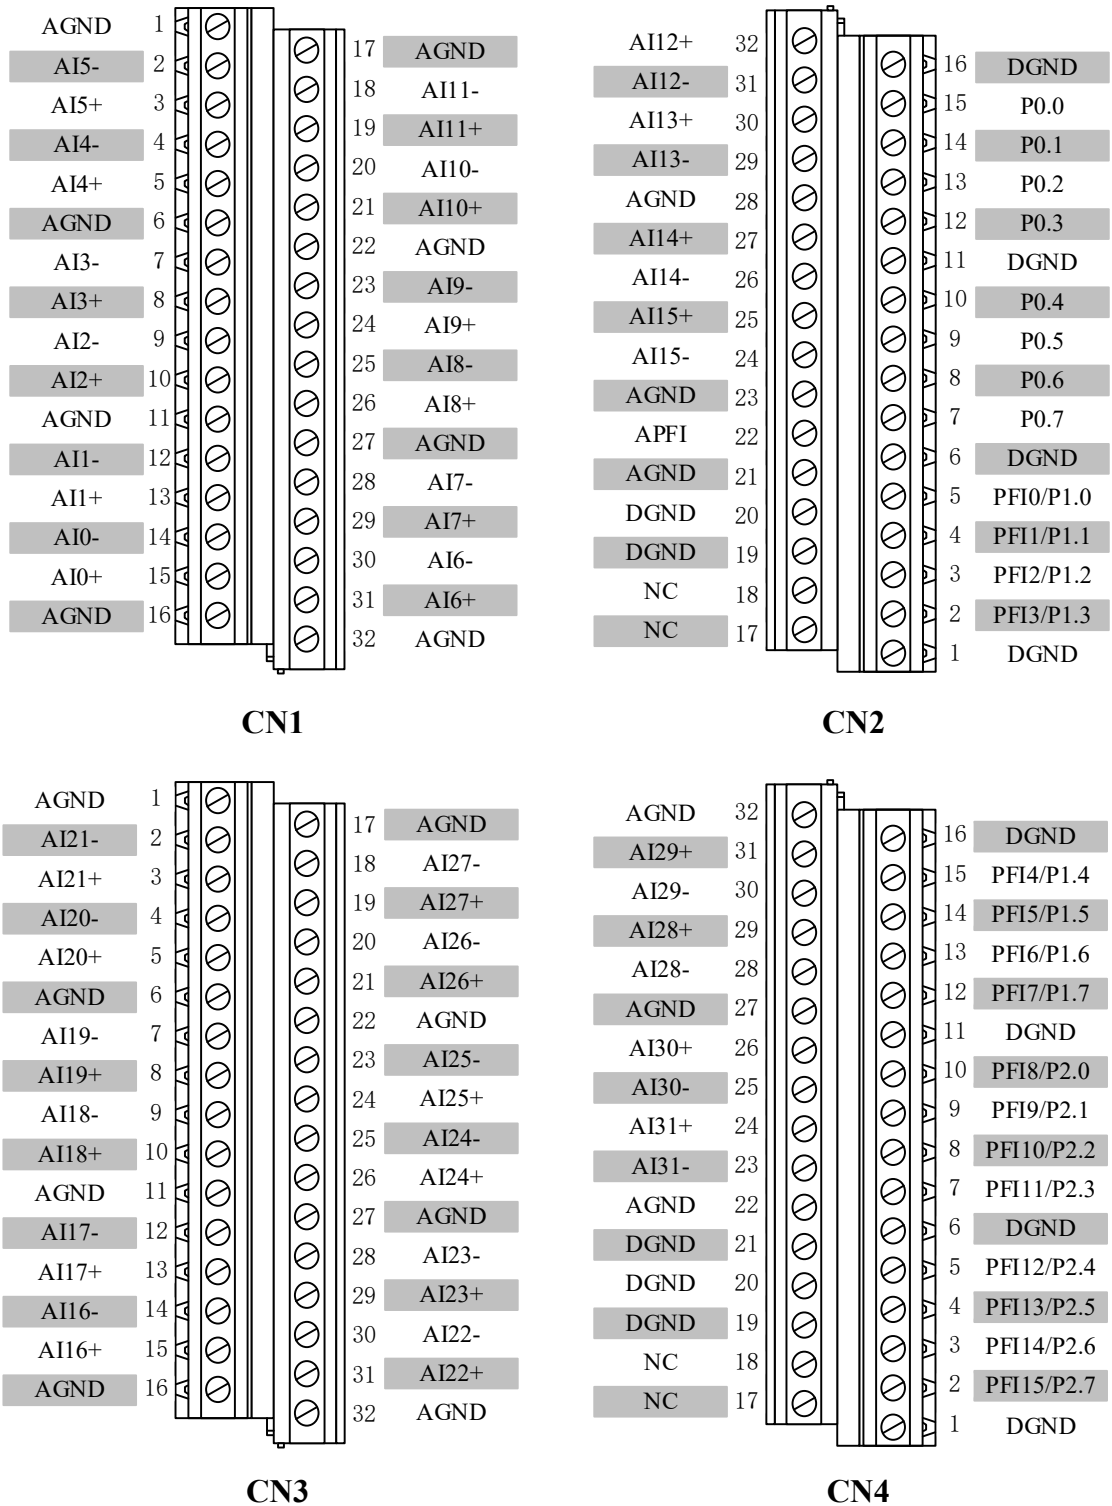 AGND 1
AI5- 2
AI5+ 3
AI4- 4
AI4+ 5
AGND 6
AI3- 7
AI3+ 8
AI2- 9
AI2+ 10
AGND 11
AI1- 12
AI1+ 13
AI0- 14
AI0+ 15
AGND 16
17 AGND
18 AI11-
19 AI11+
20 AI10-
21 AI10+
22 AGND
23 AI9-
24 AI9+
25 AI8-
26 AI8+
27 AGND
28 AI7-
29 AI7+
30 AI6-
31 AI6+
32 AGND
CN1
AI12+ 32
AI12- 31
AI13+ 30
AI13- 29
AGND 28
AI14+ 27
AI14- 26
AI15+ 25
AI15- 24
AGND 23
APFI 22
AGND 21
DGND 20
DGND 19
NC 18
NC 17
16 DGND
15 P0.0
14 P0.1
13 P0.2
12 P0.3
11 DGND
10 P0.4
9 P0.5
8 P0.6
7 P0.7
6 DGND
5 PFI0/P1.0
4 PFI1/P1.1
3 PFI2/P1.2
2 PFI3/P1.3
1 DGND
CN2
AGND 1
AI21- 2
AI21+ 3
AI20- 4
AI20+ 5
AGND 6
AI19- 7
AI19+ 8
AI18- 9
AI18+ 10
AGND 11
AI17- 12
AI17+ 13
AI16- 14
AI16+ 15
AGND 16
17 AGND
18 AI27-
19 AI27+
20 AI26-
21 AI26+
22 AGND
23 AI25-
24 AI25+
25 AI24-
26 AI24+
27 AGND
28 AI23-
29 AI23+
30 AI22-
31 AI22+
32 AGND
CN3
AGND 32
AI29+ 31
AI29- 30
AI28+ 29
AI28- 28
AGND 27
AI30+ 26
AI30- 25
AI31+ 24
AI31- 23
AGND 22
DGND 21
DGND 20
DGND 19
NC 18
NC 17
16 DGND
15 PFI4/P1.4
14 PFI5/P1.5
13 PFI6/P1.6
12 PFI7/P1.7
11 DGND
10 PFI8/P2.0
9 PFI9/P2.1
8 PFI10/P2.2
7 PFI11/P2.3
6 DGND
5 PFI12/P2.4
4 PFI13/P2.5
3 PFI14/P2.6
2 PFI15/P2.7
1 DGND
CN4